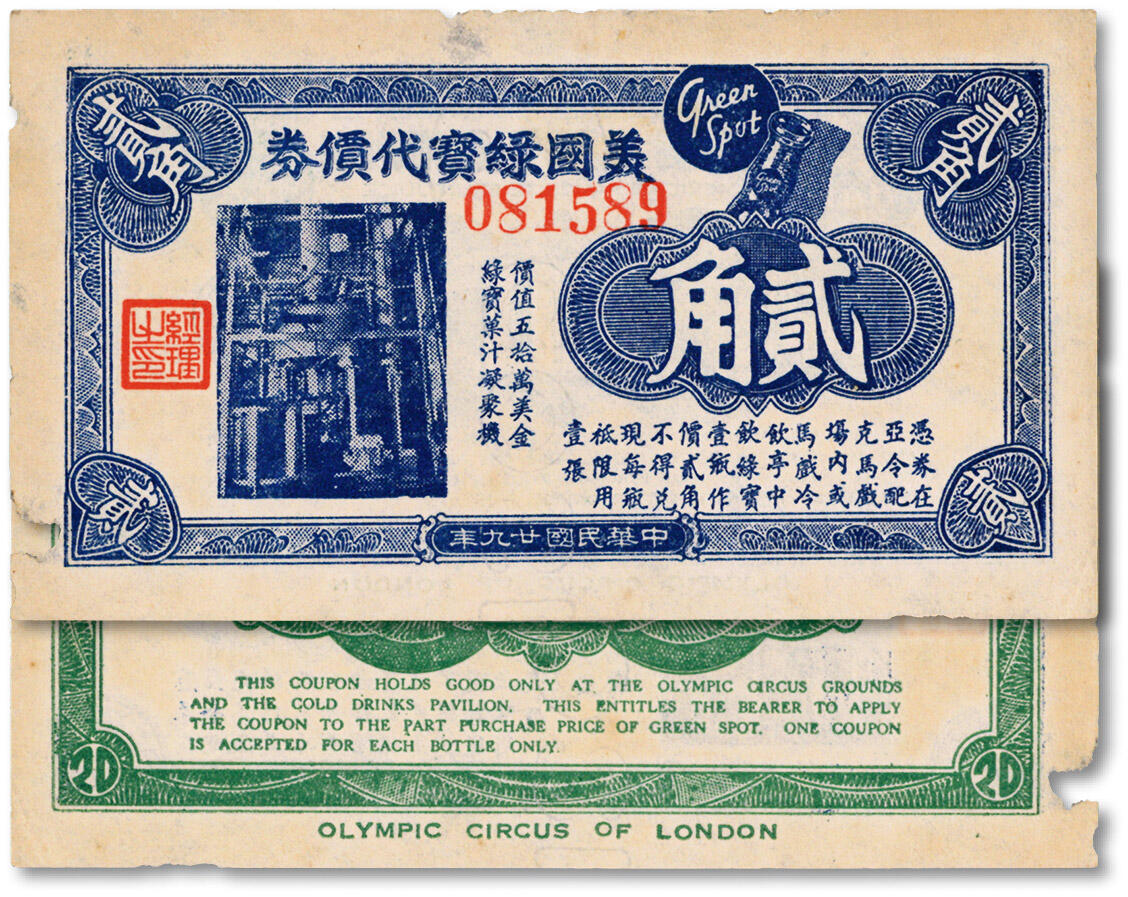 貳角
貳角
Green
Spot
美國綠寳代價券
081589
貳角
價值五拾萬美金
綠寶菓汁凝聚機
經理
之印
憑券在
亞令配
克馬戲
塲內或
馬戲冷
飲亭中
飲綠寶
壹瓶作
價貳角
不得兌
現每瓶
祗限用
壹張
貳
貳
中華民國廿九年
THIS COUPON HOLDS GOOD ONLY AT THE OLYMPIC CIRCUS GROUNDS
AND THE COLD DRINKS PAVILION. THIS ENTITLES THE BEARER TO APPLY
THE COUPON TO THE PART PURCHASE PRICE OF GREEN SPOT. ONE COUPON
IS ACCEPTED FOR EACH BOTTLE ONLY.
20
20
OLYMPIC CIRCUS OF LONDON